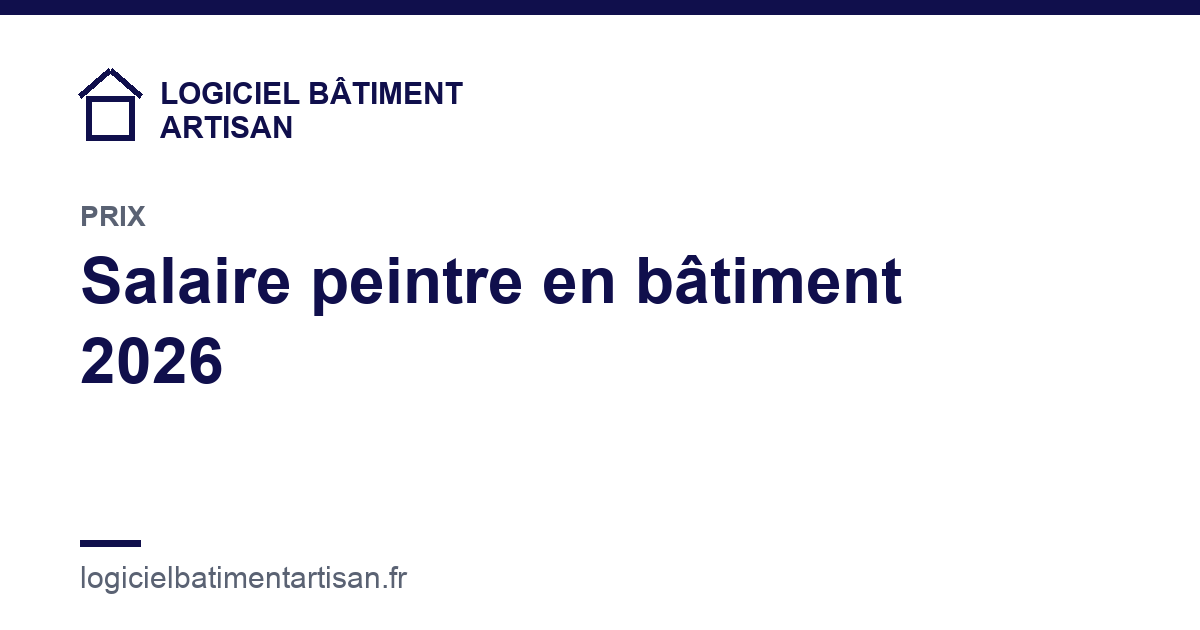 LOGICIEL BÂTIMENT
ARTISAN
PRIX
Salaire peintre en bâtiment
2026
logicielbatimentartisan.fr